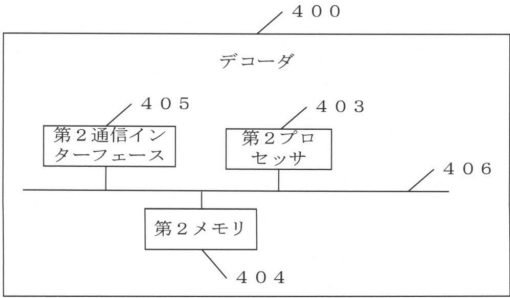 ４００
デコーダ
４０５
４０３
第２通信イン
ターフェース
第２プロ
セッサ
４０６
第２メモリ
４０４